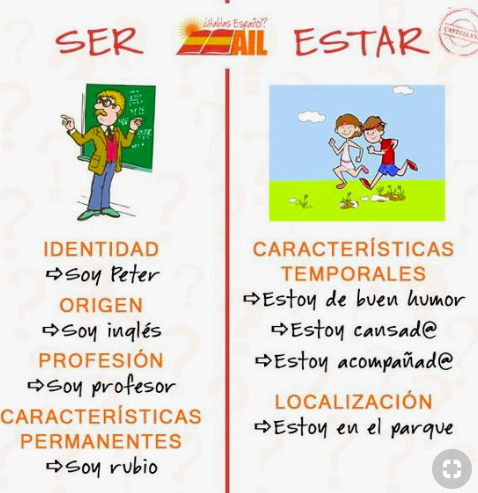 SER
¿Hablas Español?
AIL
ESTAR
CASTELLANO
IDENTIDAD
⇨Soy Peter
ORIGEN
⇨Soy inglés
PROFESIÓN
⇨Soy profesor
CARACTERÍSTICAS
PERMANENTES
⇨Soy rubio
CARACTERÍSTICAS
TEMPORALES
⇨Estoy de buen humor
⇨Estoy cansad@
⇨Estoy acompañad@
LOCALIZACIÓN
⇨Estoy en el parque